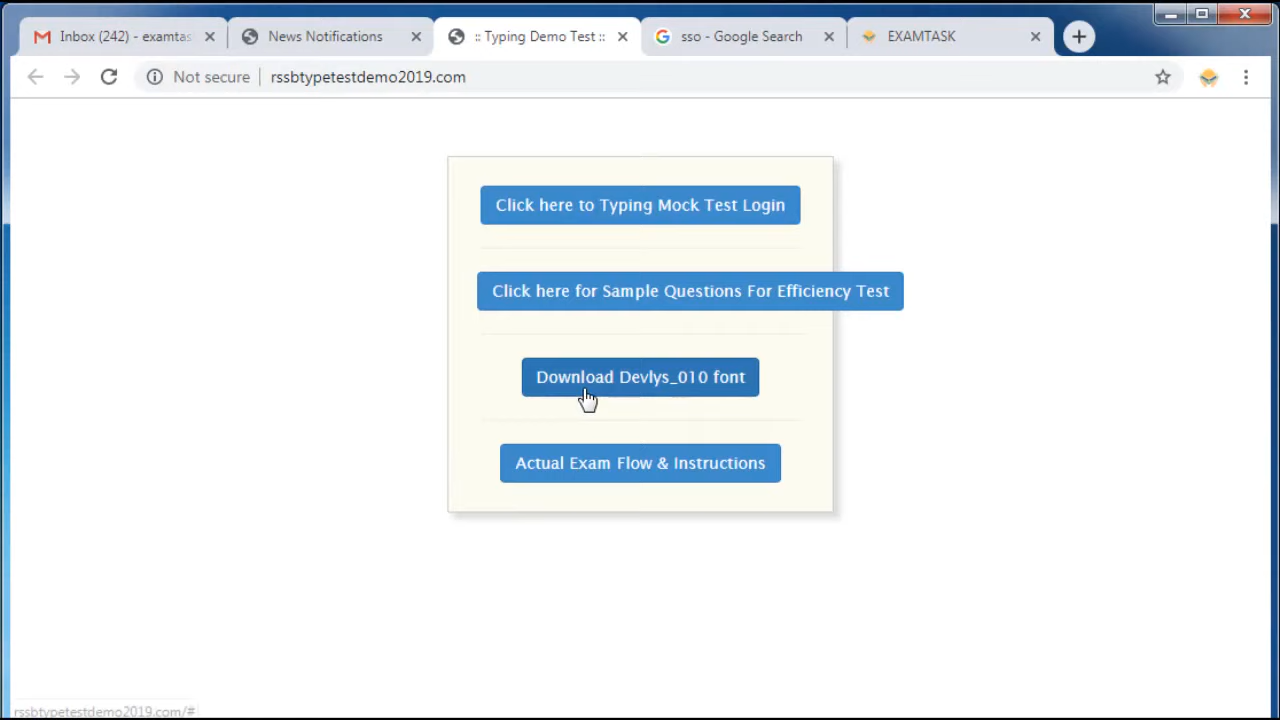 Inbox (242) - examtas
News Notifications
:: Typing Demo Test ::
sso - Google Search
EXAMTASK
Not secure
rssbtypetestdemo2019.com
Click here to Typing Mock Test Login
Click here for Sample Questions For Efficiency Test
Download Devlys_010 font
Actual Exam Flow & Instructions
rssbtypetestdemo2019.com/#